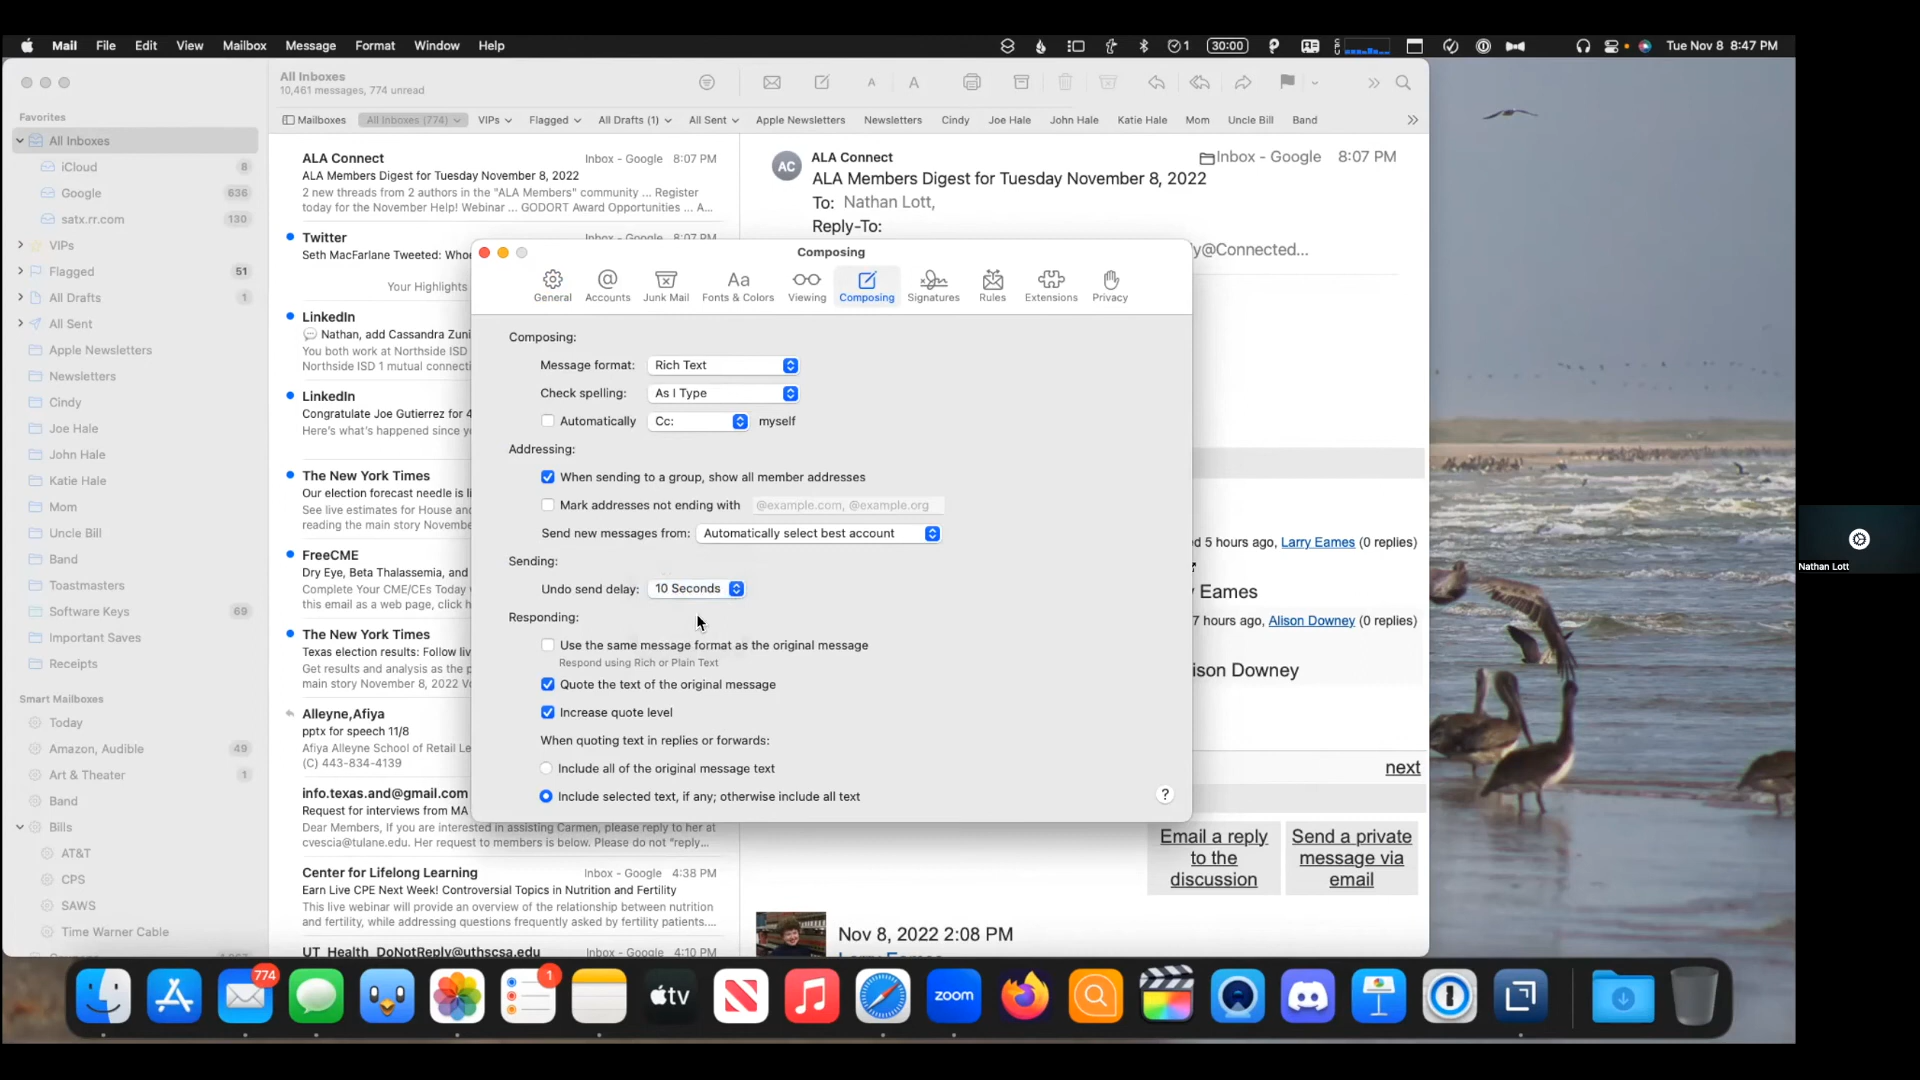 Mail File Edit View Mailbox Message Format Window Help 1 30:00 Tue Nov 8 8:47 PM
All Inboxes
10,461 messages, 774 unread
Mailboxes All Inboxes (774) VIPs Flagged All Drafts (1) All Sent Apple Newsletters Newsletters Cindy Joe Hale John Hale Katie Hale Mom Uncle Bill Band
Favorites
All Inboxes
iCloud 8
Google 636
satx.rr.com 130
VIPs
Flagged 51
All Drafts 1
All Sent
Apple Newsletters
Newsletters
Cindy
Joe Hale
John Hale
Katie Hale
Mom
Uncle Bill
Band
Toastmasters
Software Keys 69
Important Saves
Receipts
Smart Mailboxes
Today
Amazon, Audible 49
Art & Theater 1
Band
Bills
AT&T
CPS
SAWS
Time Warner Cable
ALA Connect Inbox - Google 8:07 PM
ALA Members Digest for Tuesday November 8, 2022
2 new threads from 2 authors in the "ALA Members" community ... Register
today for the November Help! Webinar ... GODORT Award Opportunities ... A...
Twitter Inbox - Google 8:07 PM
Seth MacFarlane Tweeted:
Your Highlights
LinkedIn
Nathan, add Cassandra
You both work at Northside ISD
Northside ISD 1 mutual
LinkedIn
Congratulate Joe Gutierrez for 4
Here's what's happened since
The New York Times
Our election forecast needle is
See live estimates for House an
reading the main story November
FreeCME
Dry Eye, Beta Thalassemia, and
Complete Your CME/CEs Today
this email as a web page, click h
The New York Times
Texas election results: Follow
Get results and analysis as the p
main story November 8, 2022
Alleyne,Afiya
pptx for speech 11/8
Afiya Alleyne School of Retail Le
(C) 443-834-4139
info.texas.and@gmail.com
Request for interviews from MA
Dear Members, If you are interested in assisting Carmen, please reply to her at
cvescia@tulane.edu. Her request to members is below. Please do not "reply...
Center for Lifelong Learning Inbox - Google 4:38 PM
Earn Live CPE Next Week! Controversial Topics in Nutrition and Fertility
This live webinar will provide an overview of the relationship between nutrition
and fertility, while addressing questions frequently asked by fertility patients....
UT_Health_DoNotReply@uthscsa.edu Inbox - Google 4:10 PM
AC
ALA Connect Inbox - Google 8:07 PM
ALA Members Digest for Tuesday November 8, 2022
To: Nathan Lott,
Reply-To:
y@Connected...
Composing
General Accounts Junk Mail Fonts & Colors Viewing Composing Signatures Rules Extensions Privacy
Composing:
Message format: Rich Text
Check spelling: As I Type
Automatically Cc: myself
Addressing:
When sending to a group, show all member addresses
Mark addresses not ending with @example.com, @example.org
Send new messages from: Automatically select best account
Sending:
Undo send delay: 10 Seconds
Responding:
Use the same message format as the original message
Respond using Rich or Plain Text
Quote the text of the original message
Increase quote level
When quoting text in replies or forwards:
Include all of the original message text
Include selected text, if any; otherwise include all text
?
d 5 hours ago, Larry Eames (0 replies)
y Eames
7 hours ago, Alison Downey (0 replies)
ison Downey
next
Email a reply
to the
discussion
Send a private
message via
email
Nov 8, 2022 2:08 PM
Larry Eames
Nathan Lott
774
1
tv
zoom